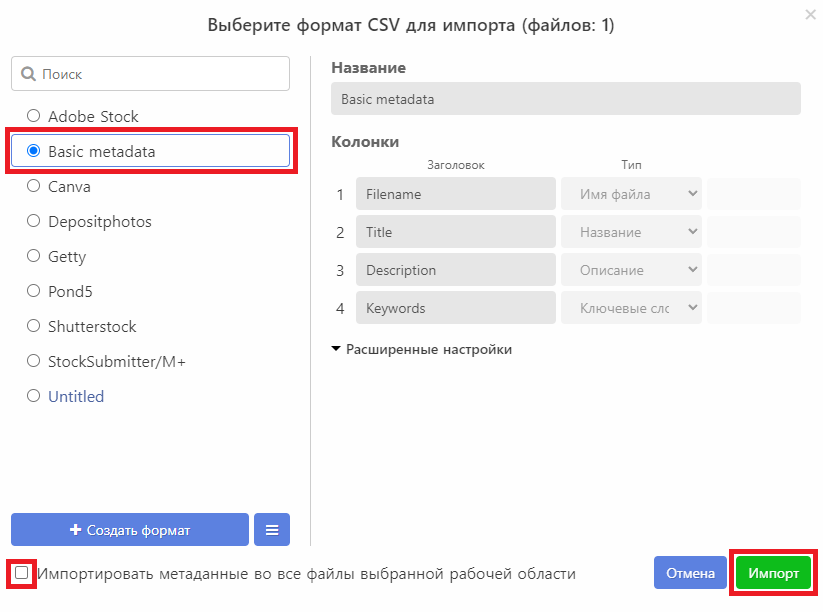 Выберите формат CSV для импорта (файлов: 1)
Поиск
Adobe Stock
Basic metadata
Canva
Depositphotos
Getty
Pond5
Shutterstock
StockSubmitter/M+
Untitled
+ Создать формат
Название
Basic metadata
Колонки
Заголовок Тип
1 Filename Имя файла
2 Title Название
3 Description Описание
4 Keywords Ключевые слс
Расширенные настройки
Импортировать метаданные во все файлы выбранной рабочей области
Отмена Импорт